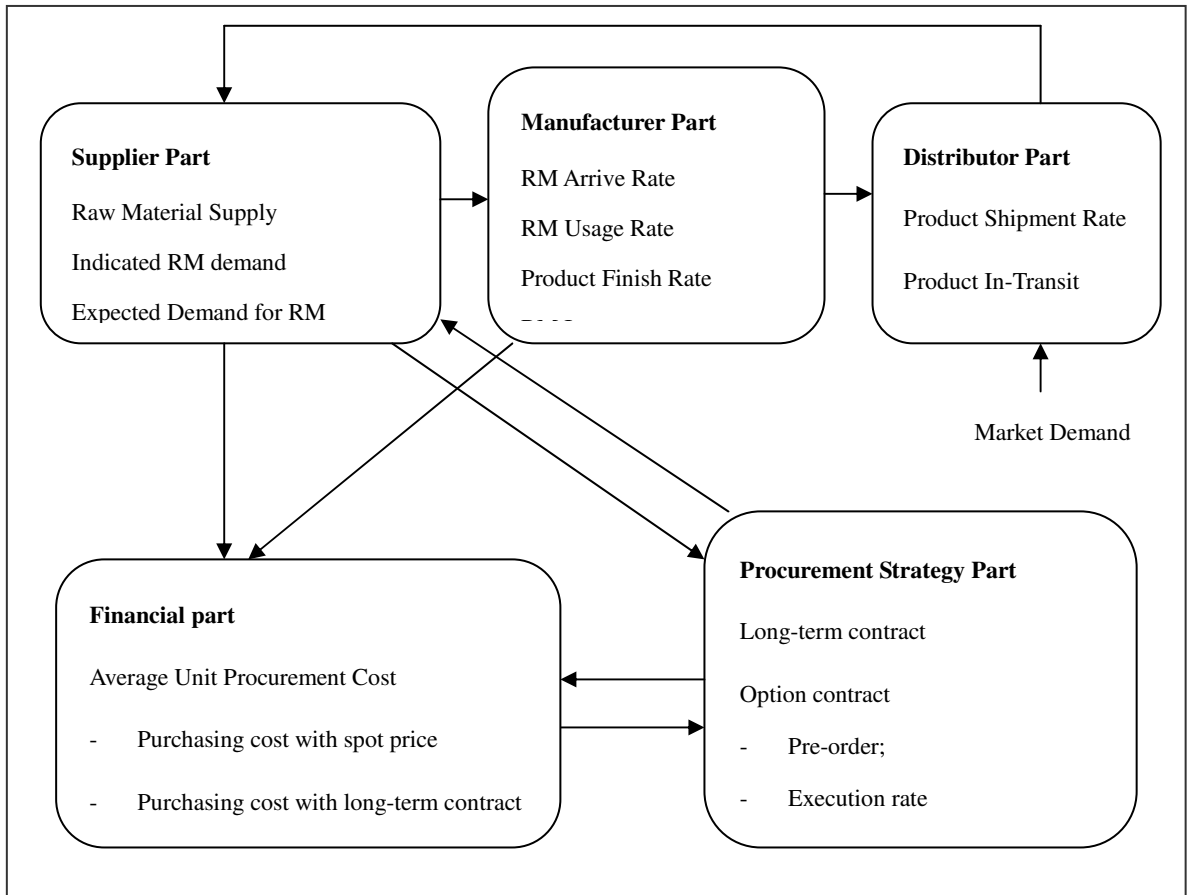 Supplier Part
Raw Material Supply
Indicated RM demand
Expected Demand for RM
Manufacturer Part
RM Arrive Rate
RM Usage Rate
Product Finish Rate
Distributor Part
Product Shipment Rate
Product In-Transit
Market Demand
Financial part
Average Unit Procurement Cost
- Purchasing cost with spot price
- Purchasing cost with long-term contract
Procurement Strategy Part
Long-term contract
Option contract
- Pre-order;
- Execution rate